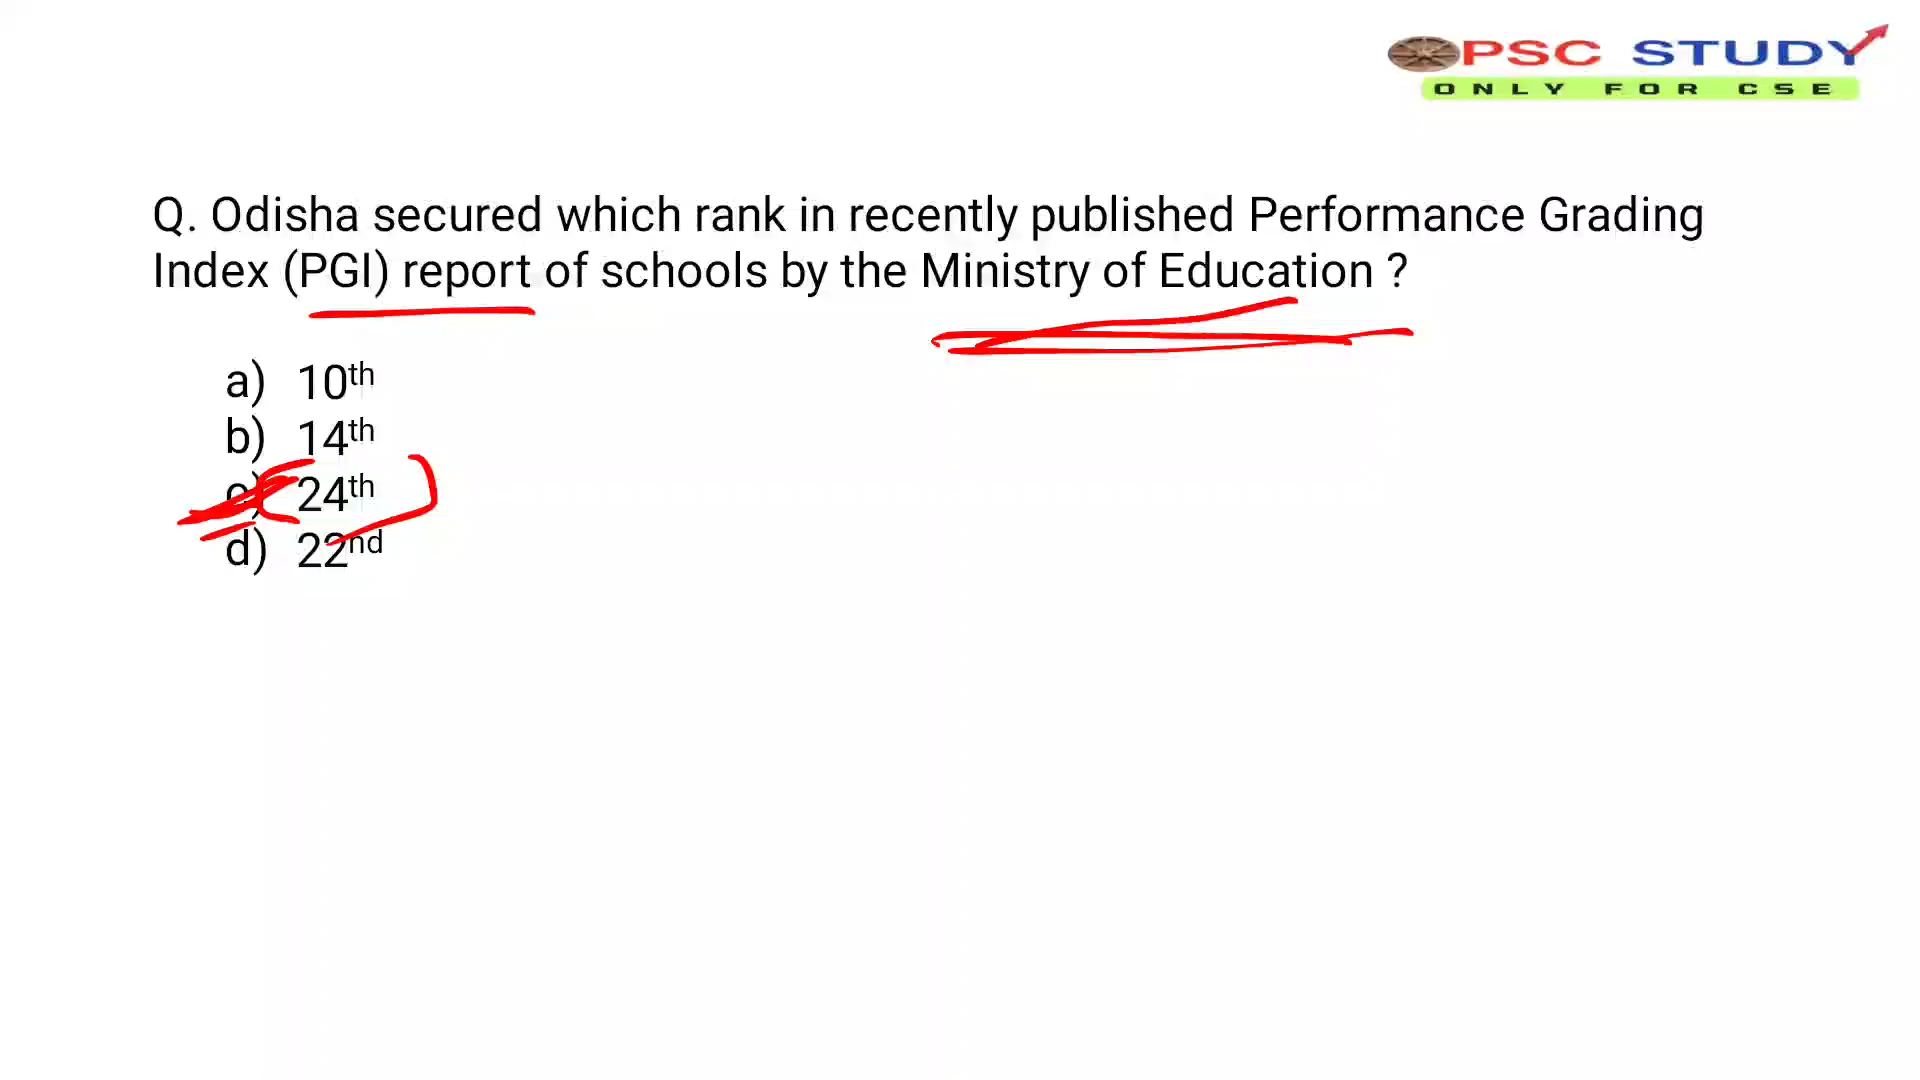 OPSC STUDY
ONLY FOR CSE
Q. Odisha secured which rank in recently published Performance Grading
Index (PGI) report of schools by the Ministry of Education ?
a) 10th
b) 14th
c) 24th
d) 22nd